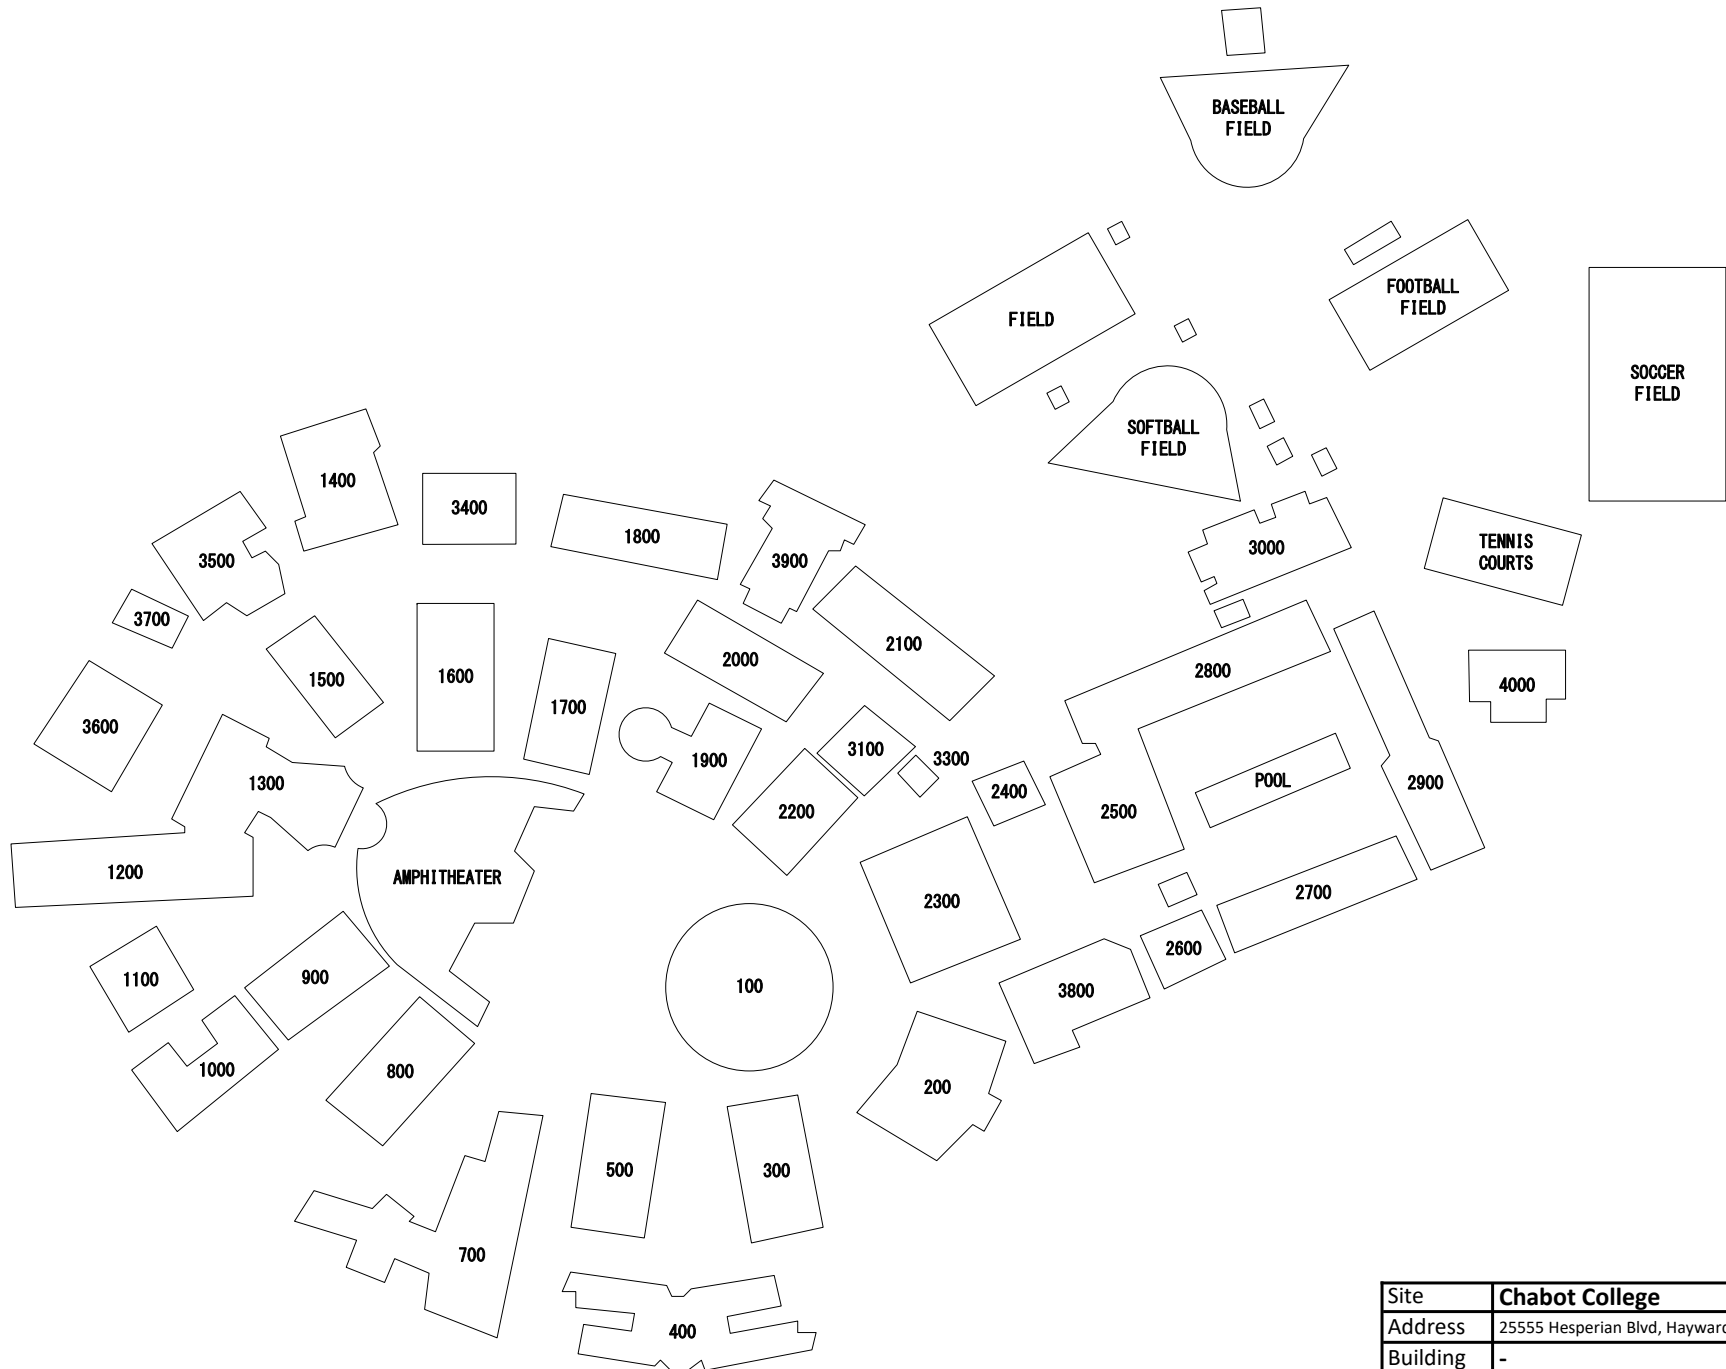 BASEBALL
FIELD
FIELD
FOOTBALL
FIELD
SOCCER
FIELD
SOFTBALL
FIELD
1400
3400
1800
3900
3500
3000
TENNIS
COURTS
3700
2100
2000
1500
1600
1700
2800
4000
3600
1300
1900
3100
3300
2400
POOL
2900
2200
2500
1200
AMPHITHEATER
2300
2700
2600
1100
900
100
3800
1000
800
200
500
300
700
400
Site Chabot College
Address 25555 Hesperian Blvd, Hayward
Building -